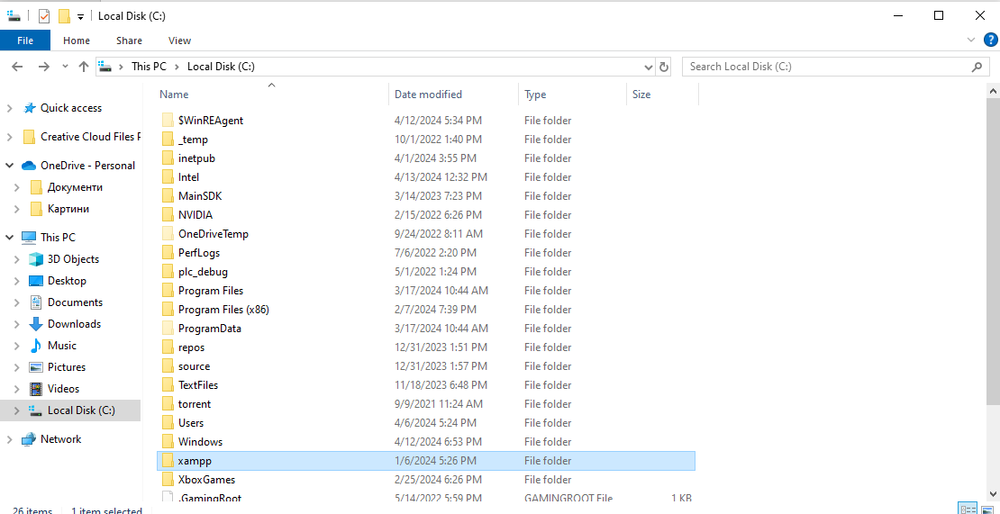 Local Disk (C:)
File Home Share View
This PC Local Disk (C:) Search Local Disk (C:)
Name Date modified Type Size
Quick access
Creative Cloud Files
OneDrive - Personal
Документи
Картини
This PC
3D Objects
Desktop
Documents
Downloads
Music
Pictures
Videos
Local Disk (C:)
Network
$WinREAgent 4/12/2024 5:34 PM File folder
_temp 10/1/2022 1:40 PM File folder
inetpub 4/1/2024 3:55 PM File folder
Intel 4/13/2024 12:32 PM File folder
MainSDK 3/14/2023 7:23 PM File folder
NVIDIA 2/15/2022 6:26 PM File folder
OneDriveTemp 9/24/2022 8:11 AM File folder
PerfLogs 7/6/2022 2:20 PM File folder
plc_debug 5/1/2022 1:24 PM File folder
Program Files 3/17/2024 10:44 AM File folder
Program Files (x86) 2/7/2024 7:39 PM File folder
ProgramData 3/17/2024 10:44 AM File folder
repos 12/31/2023 1:51 PM File folder
source 12/31/2023 1:57 PM File folder
TextFiles 11/18/2023 6:48 PM File folder
torrent 9/9/2021 11:24 AM File folder
Users 4/6/2024 5:24 PM File folder
Windows 4/12/2024 6:53 PM File folder
xampp 1/6/2024 5:26 PM File folder
XboxGames 2/25/2024 6:26 PM File folder
.GamingRoot 5/14/2022 5:59 PM GAMINGROOT File 1 KB
26 items 1 item selected